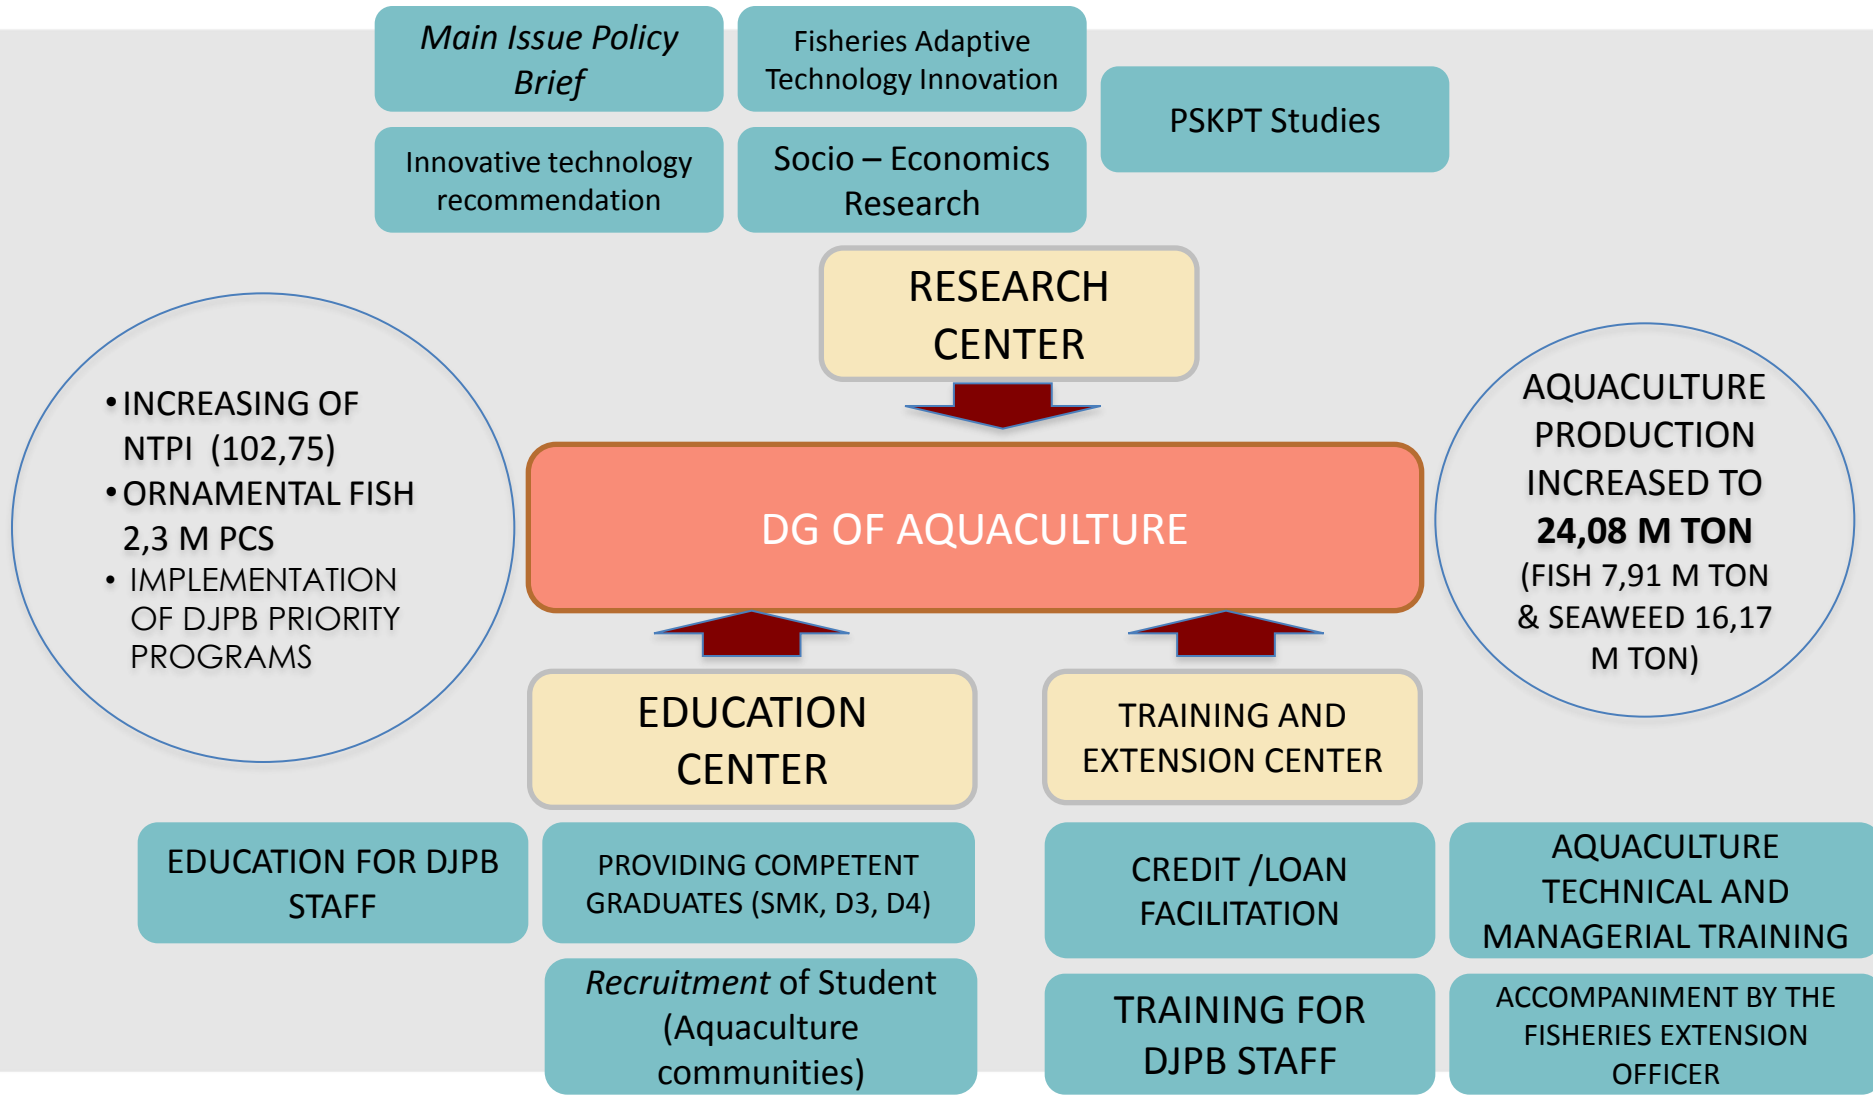 Main Issue Policy
Brief
Fisheries Adaptive
Technology Innovation
PSKPT Studies
Innovative technology
recommendation
Socio – Economics
Research
RESEARCH
CENTER
•INCREASING OF
NTPI (102,75)
•ORNAMENTAL FISH
2,3 M PCS
• IMPLEMENTATION
OF DJPB PRIORITY
PROGRAMS
DG OF AQUACULTURE
AQUACULTURE
PRODUCTION
INCREASED TO
24,08 M TON
(FISH 7,91 M TON
& SEAWEED 16,17
M TON)
EDUCATION
CENTER
TRAINING AND
EXTENSION CENTER
EDUCATION FOR DJPB
STAFF
PROVIDING COMPETENT
GRADUATES (SMK, D3, D4)
CREDIT /LOAN
FACILITATION
AQUACULTURE
TECHNICAL AND
MANAGERIAL TRAINING
Recruitment of Student
(Aquaculture
communities)
TRAINING FOR
DJPB STAFF
ACCOMPANIMENT BY THE
FISHERIES EXTENSION
OFFICER